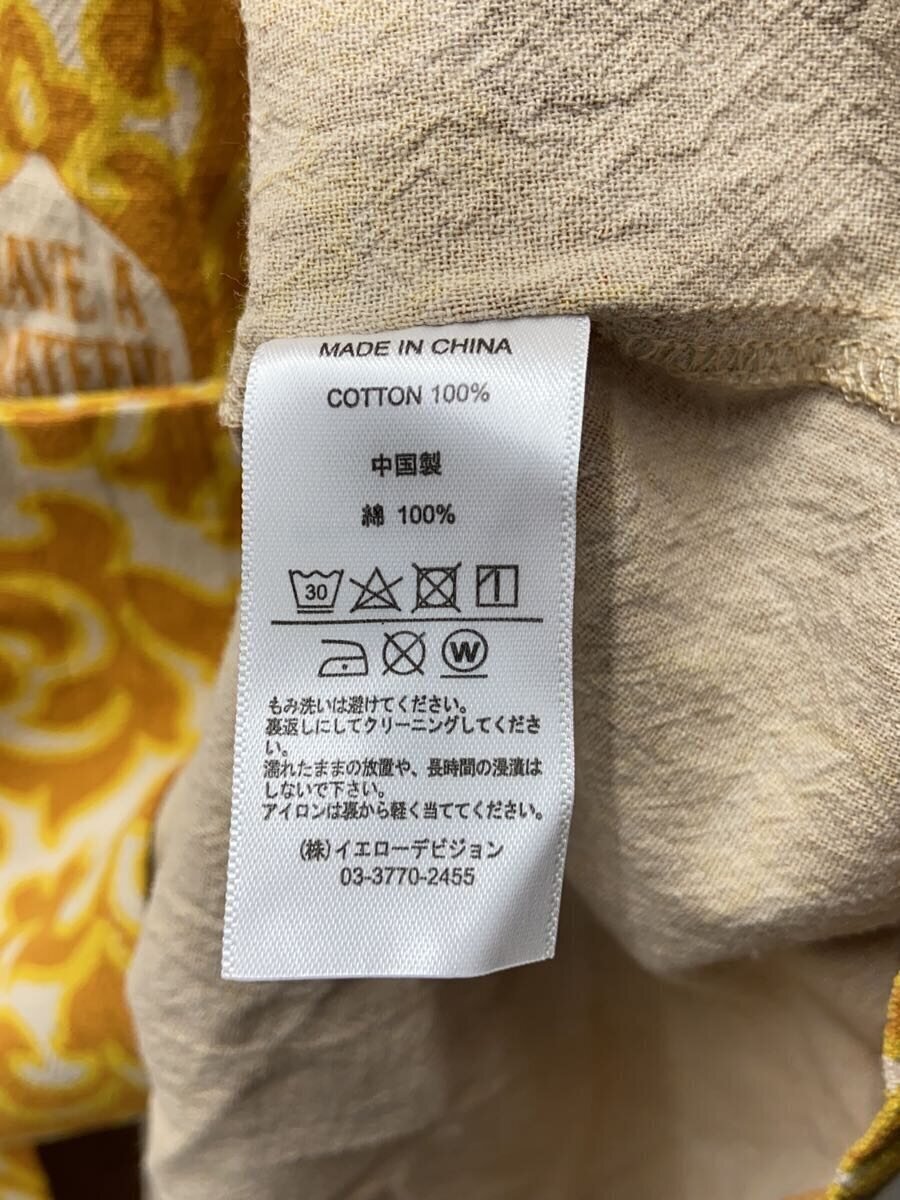 AVE A
MADE IN CHINA
COTTON 100%
中国製
綿 100%
30
W
もみ洗いは避けてください。
裏返しにしてクリーニングしてくださ
い。
濡れたままの放置や、長時間の浸漬は
しないで下さい。
アイロンは裏から軽く当ててください。
(株)イエローデビジョン
03-3770-2455